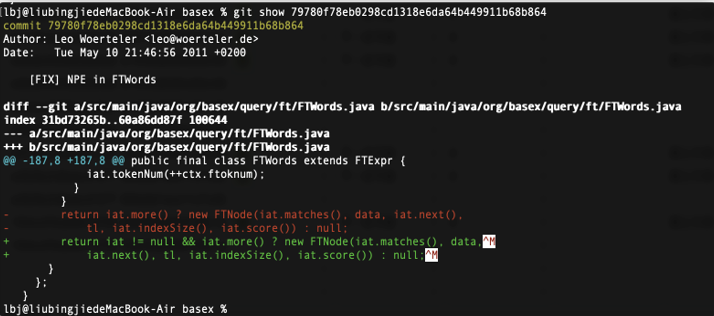 lbj@liubingjiedeMacBook-Air basex % git show 79780f78eb0298cd1318e6da64b449911b68b864
commit 79780f78eb0298cd1318e6da64b449911b68b864
Author: Leo Woerteler <leo@woerteler.de>
Date:   Tue May 10 21:46:56 2011 +0200

    [FIX] NPE in FTWords

diff --git a/src/main/java/org/basex/query/ft/FTWords.java b/src/main/java/org/basex/query/ft/FTWords.java
index 31bd73265b..60a86dd87f 100644
--- a/src/main/java/org/basex/query/ft/FTWords.java
+++ b/src/main/java/org/basex/query/ft/FTWords.java
@@ -187,8 +187,8 @@ public final class FTWords extends FTExpr {
             iat.tokenNum(++ctx.ftoknum);
           }
         }
-        return iat.more() ? new FTNode(iat.matches(), data, iat.next(),
-            tl, iat.indexSize(), iat.score()) : null;
+        return iat != null && iat.more() ? new FTNode(iat.matches(), data,^M
+            iat.next(), tl, iat.indexSize(), iat.score()) : null;^M
       }
     };
   }
lbj@liubingjiedeMacBook-Air basex %